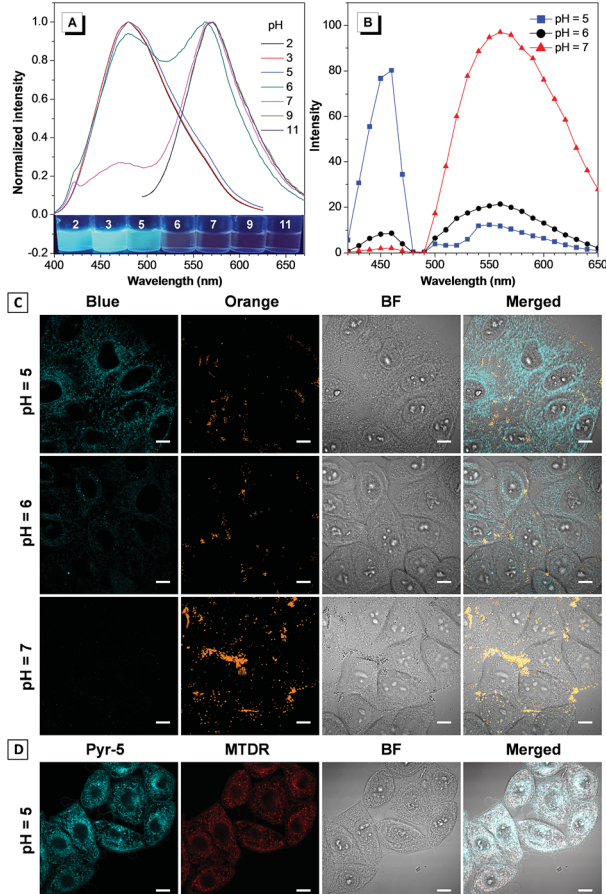 A
pH
2
3
5
6
7
9
11
Normalized intensity
1.0
0.8
0.6
0.4
0.2
0.0
-0.2
2 3 5 6 7 9 11
400 450 500 550 600 650
Wavelength (nm)
B
pH = 5
pH = 6
pH = 7
Intensity
100
80
60
40
20
0
450 500 550 600 650
Wavelength (nm)
C
Blue Orange BF Merged
pH = 5
pH = 6
pH = 7
D
Pyr-5 MTDR BF Merged
pH = 5